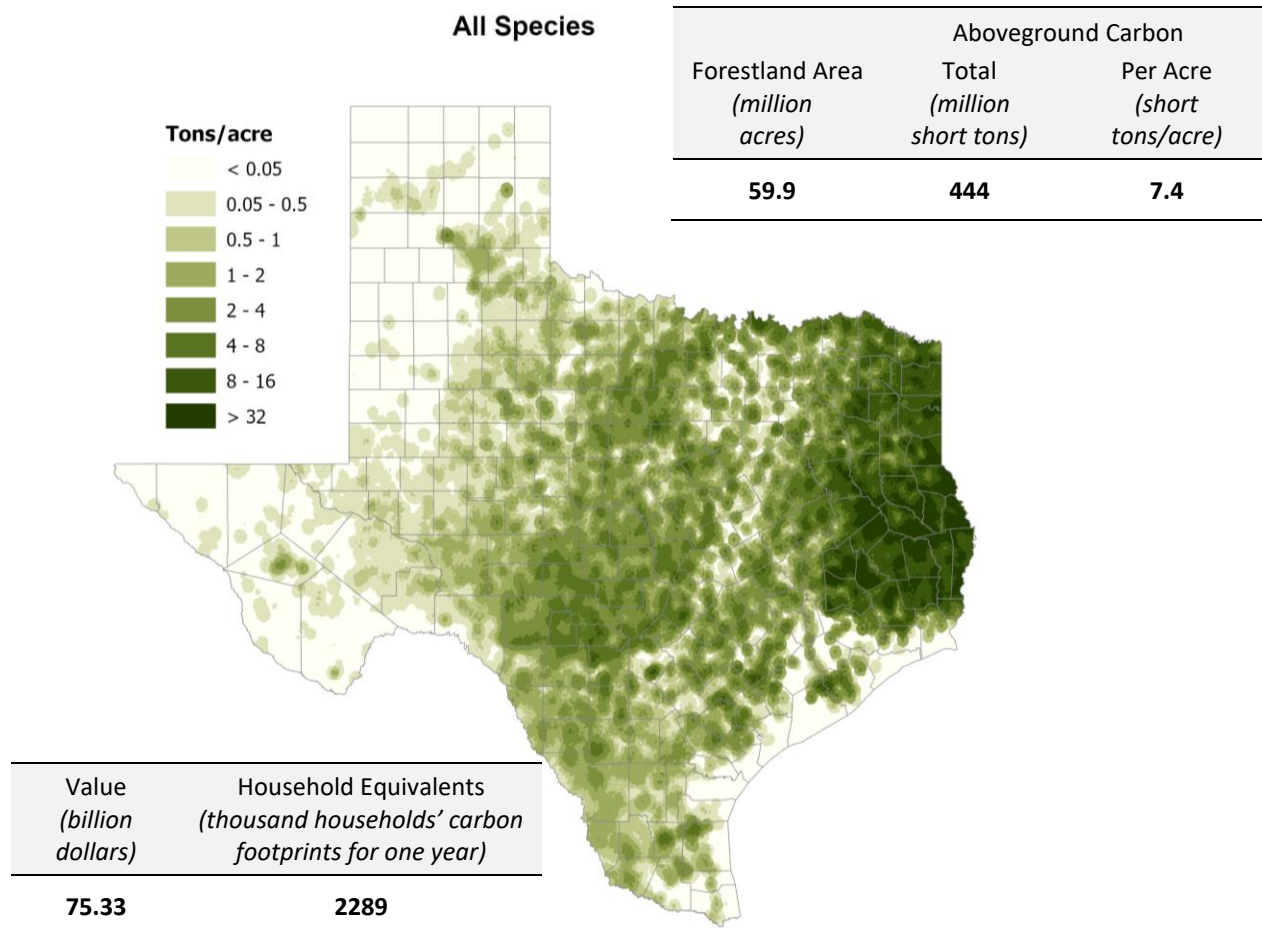 All Species
Aboveground Carbon
Forestland Area Total Per Acre
(million (million (short
acres) short tons) tons/acre)
59.9 444 7.4
Tons/acre
< 0.05
0.05 - 0.5
0.5 - 1
1 - 2
2 - 4
4 - 8
8 - 16
> 32
Value Household Equivalents
(billion (thousand households’ carbon
dollars) footprints for one year)
75.33 2289